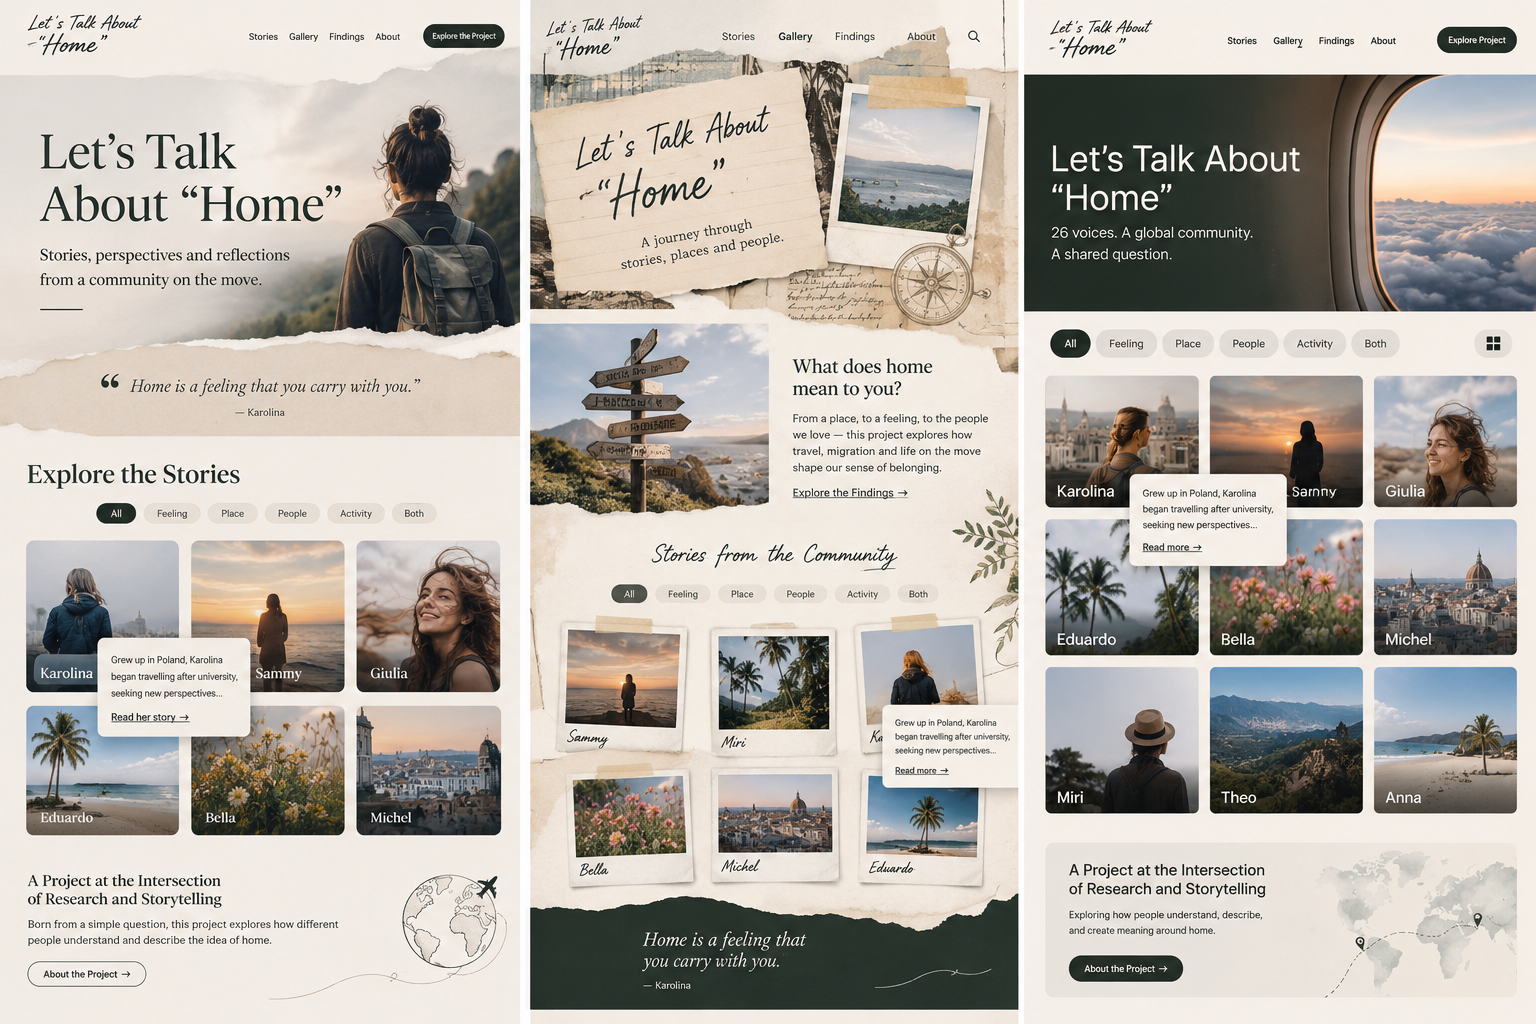 Let's Talk About
"Home"
Stories
Gallery
Findings
About
Explore the Project
Let's Talk
About “Home”
Stories, perspectives and reflections
from a community on the move.
“ Home is a feeling that you carry with you.”
— Karolina
Explore the Stories
All
Feeling
Place
People
Activity
Both
Karolina
Sammy
Giulia
Grew up in Poland, Karolina
began travelling after university,
seeking new perspectives...
Read her story →
Eduardo
Bella
Michel
A Project at the Intersection
of Research and Storytelling
Born from a simple question, this project explores how different
people understand and describe the idea of home.
About the Project →
Let's Talk About
"Home"
Stories
Gallery
Findings
About
Let's Talk About
"Home"
A journey through
stories, places and people.
What does home
mean to you?
From a place, to a feeling, to the people
we love — this project explores how
travel, migration and life on the move
shape our sense of belonging.
Explore the Findings →
Stories from the Community
All
Feeling
Place
People
Activity
Both
Sammy
Miri
Ka
Grew up in Poland, Karolina
began travelling after university,
seeking new perspectives...
Read more →
Bella
Michel
Eduardo
Home is a feeling that
you carry with you.
— Karolina
Let's Talk About
"Home"
Stories
Gallery
Findings
About
Explore Project
Let's Talk About
“Home”
26 voices. A global community.
A shared question.
All
Feeling
Place
People
Activity
Both
Karolina
Samny
Giulia
Grew up in Poland, Karolina
began travelling after university,
seeking new perspectives...
Read more →
Eduardo
Bella
Michel
Miri
Theo
Anna
A Project at the Intersection
of Research and Storytelling
Exploring how people understand, describe,
and create meaning around home.
About the Project →